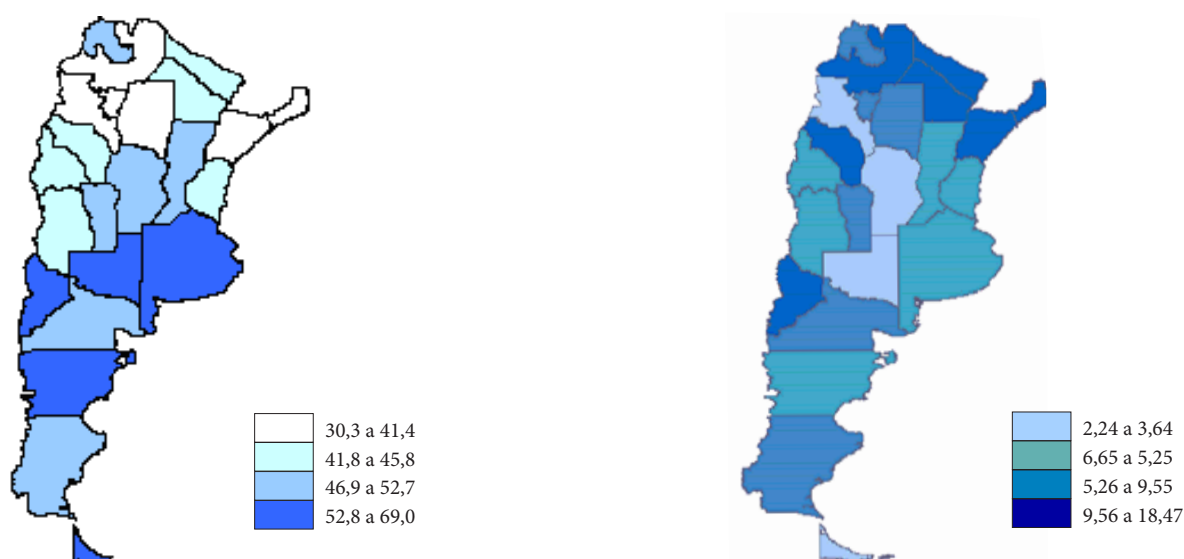 30,3 a 41,4
41,8 a 45,8
46,9 a 52,7
52,8 a 69,0
2,24 a 3,64
6,65 a 5,25
5,26 a 9,55
9,56 a 18,47